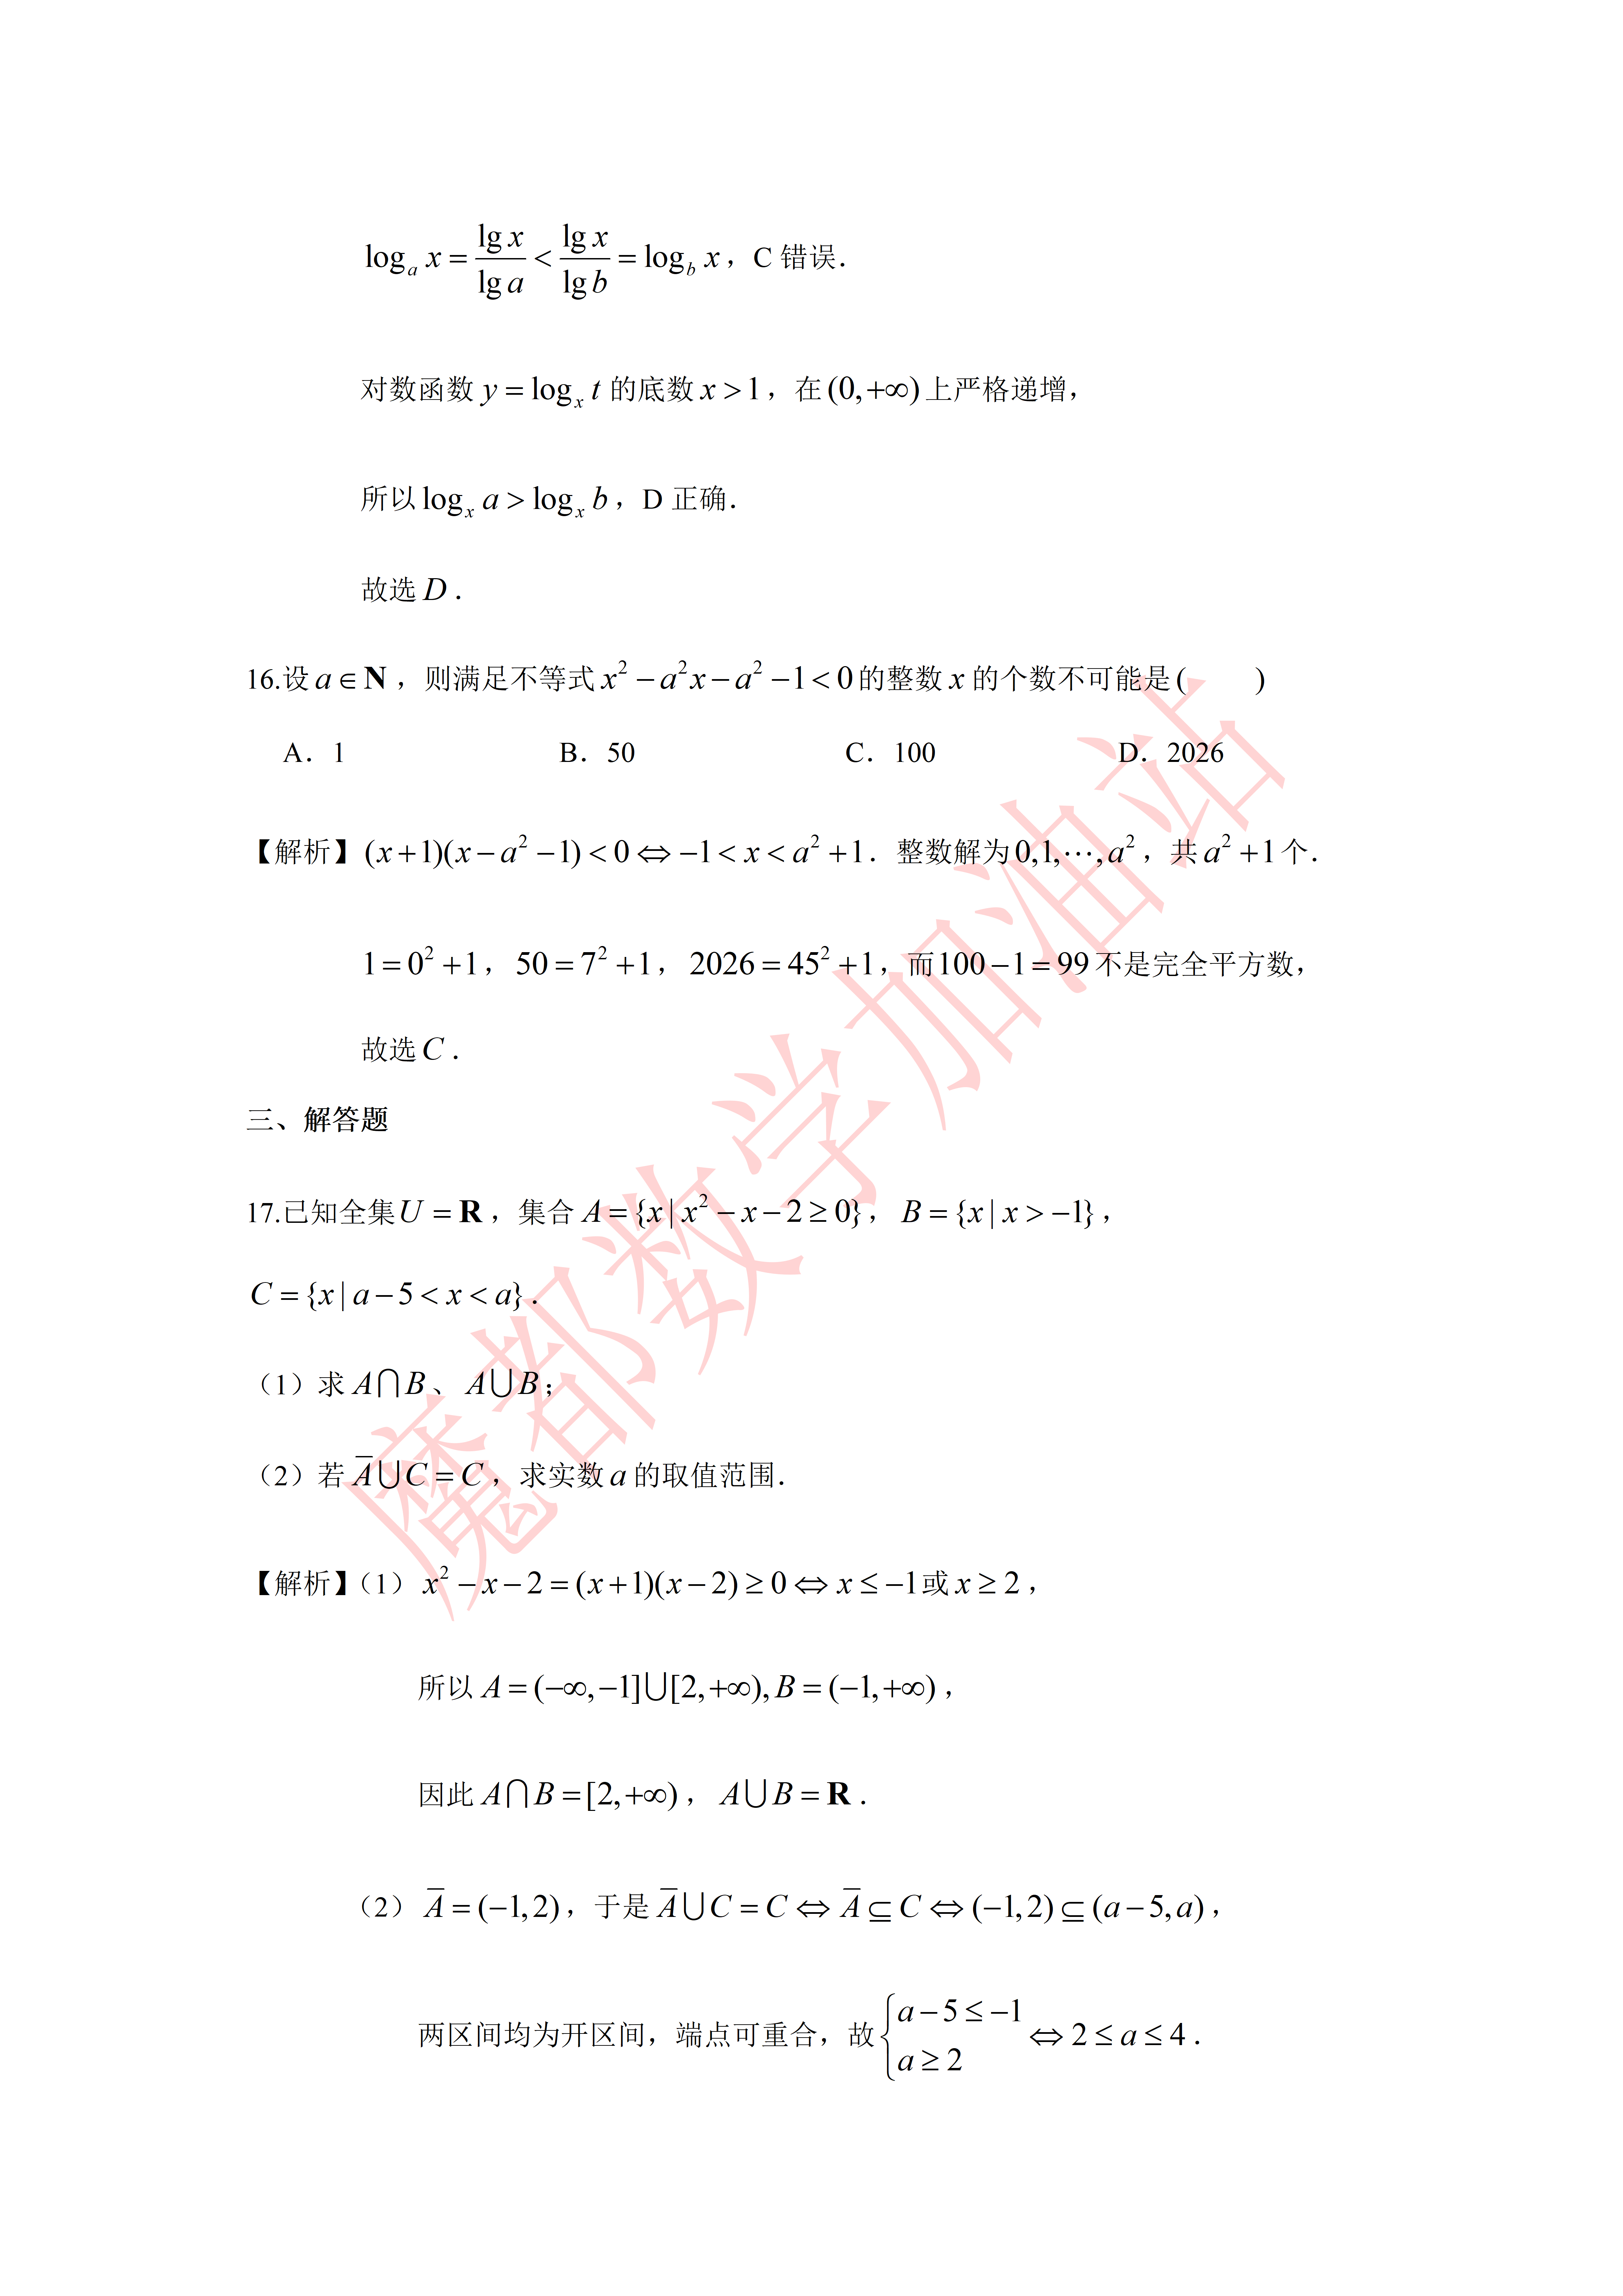 log_a x = lg x / lg a < lg x / lg b = log_b x，C 错误．
对数函数 y = log_x t 的底数 x > 1，在 (0,+∞) 上严格递增，
所以 log_x a > log_x b，D 正确．
故选 D．
16.设 a∈N，则满足不等式 x² − a²x − a² − 1 < 0 的整数 x 的个数不可能是(　　)
A．1　　B．50　　C．100　　D．2026
【解析】(x+1)(x−a²−1) < 0 ⇔ −1 < x < a²+1．整数解为 0,1,⋯,a²，共 a²+1 个．
1 = 0²+1，50 = 7²+1，2026 = 45²+1，而 100−1 = 99 不是完全平方数，
故选 C．
三、解答题
17.已知全集 U = R，集合 A = {x | x² − x − 2 ≥ 0}，B = {x | x > −1}，
C = {x | a − 5 < x < a}．
（1）求 A⋂B、A⋃B；
（2）若 A̅⋃C = C，求实数 a 的取值范围．
【解析】（1）x² − x − 2 = (x+1)(x−2) ≥ 0 ⇔ x ≤ −1 或 x ≥ 2，
所以 A = (−∞,−1]⋃[2,+∞), B = (−1,+∞)，
因此 A⋂B = [2,+∞)，A⋃B = R．
（2）A̅ = (−1,2)，于是 A̅⋃C = C ⇔ A̅ ⊆ C ⇔ (−1,2) ⊆ (a−5,a)，
两区间均为开区间，端点可重合，故 {a − 5 ≤ −1
a ≥ 2 ⇔ 2 ≤ a ≤ 4．
魔都数学加油站